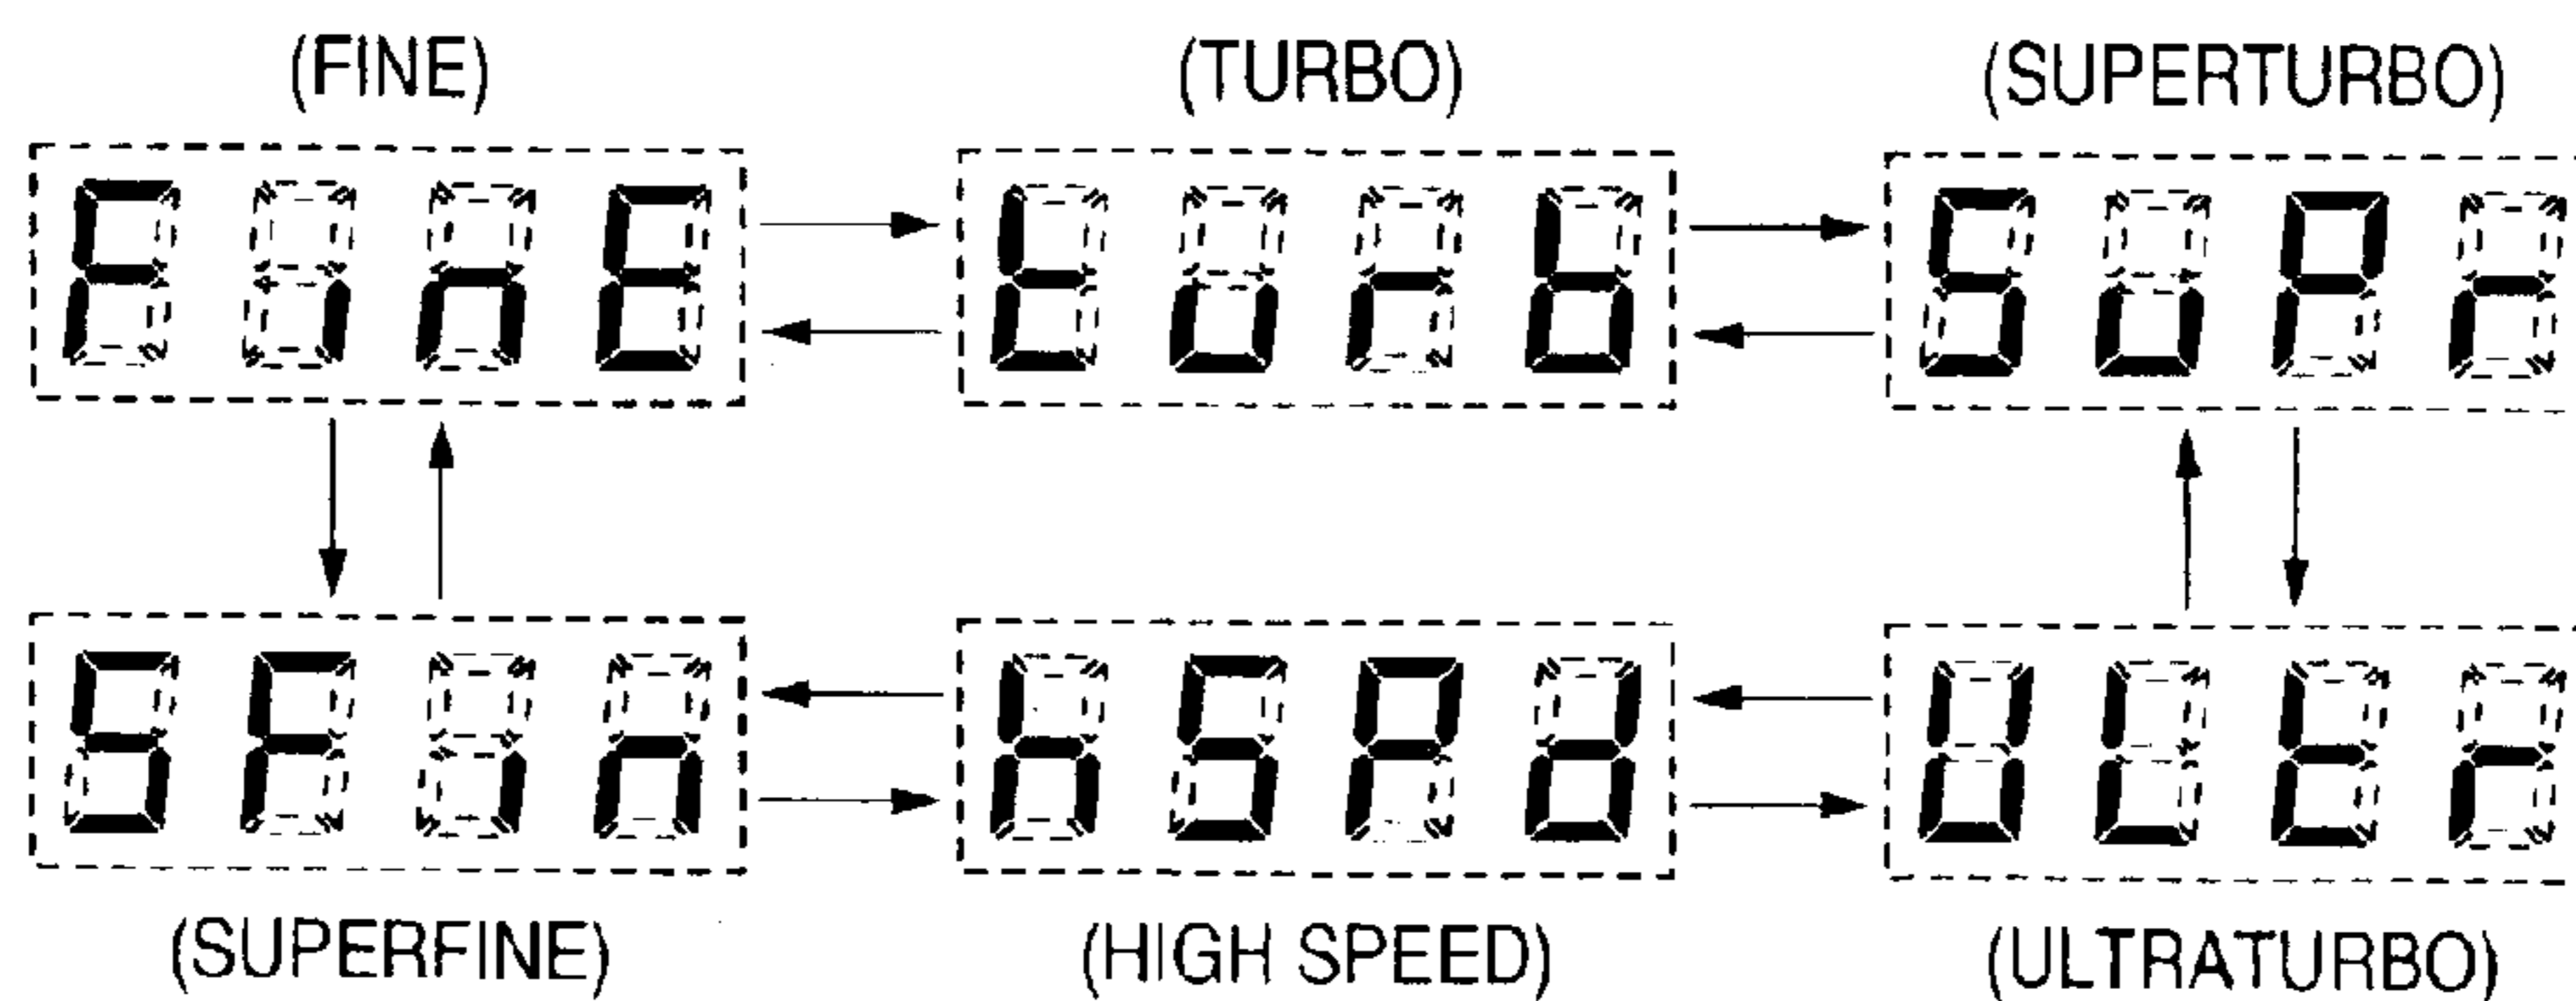 (FINE) (TURBO) (SUPERTURBO)
FinE turb SuPr
SFin hSPd ULtr
(SUPERFINE) (HIGH SPEED) (ULTRATURBO)